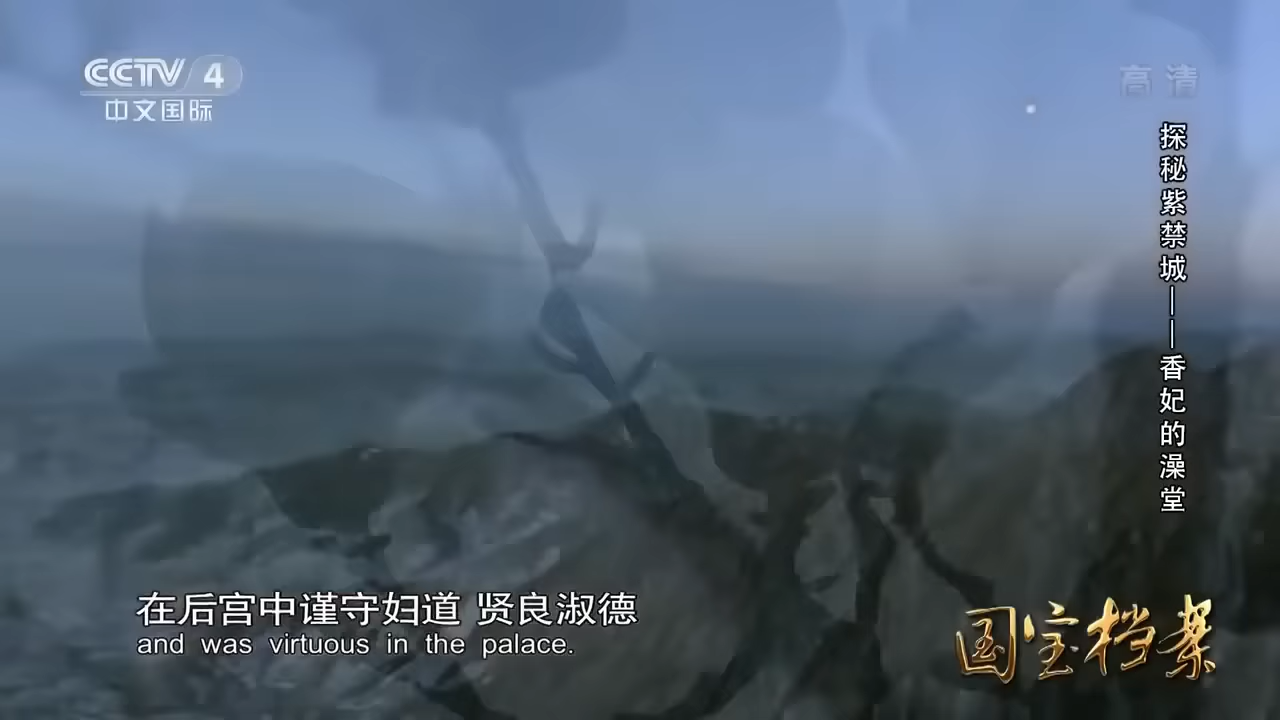 CCTV 4
中文国际
高清
探秘紫禁城——香妃的澡堂
在后宫中谨守妇道 贤良淑德
and was virtuous in the palace.
国宝档案